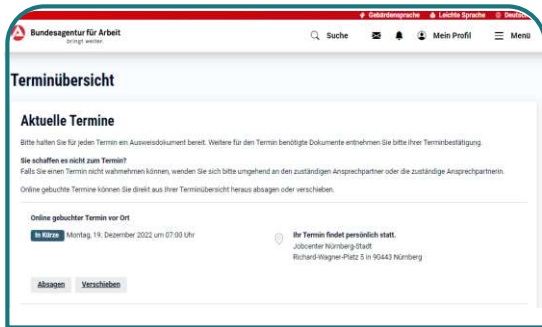 Gebärdensprache Leichte Sprache Deutsch
Bundesagentur für Arbeit
bringt weiter.
Suche Mein Profil Menü
Terminübersicht
Aktuelle Termine
Bitte halten Sie für jeden Termin ein Ausweisdokument bereit. Weitere für den Termin benötigte Dokumente entnehmen Sie bitte Ihrer Terminbestätigung.
Sie schaffen es nicht zum Termin?
Falls Sie einen Termin nicht wahrnehmen können, wenden Sie sich bitte umgehend an den zuständigen Ansprechpartner oder die zuständige Ansprechpartnerin.
Online gebuchte Termine können Sie direkt aus Ihrer Terminübersicht heraus absagen oder verschieben.
Online gebuchter Termin vor Ort
In Kürze Montag, 19. Dezember 2022 um 07:00 Uhr
Ihr Termin findet persönlich statt.
Jobcenter Nürnberg-Stadt
Richard-Wagner-Platz 5 in 90443 Nürnberg
Absagen Verschieben